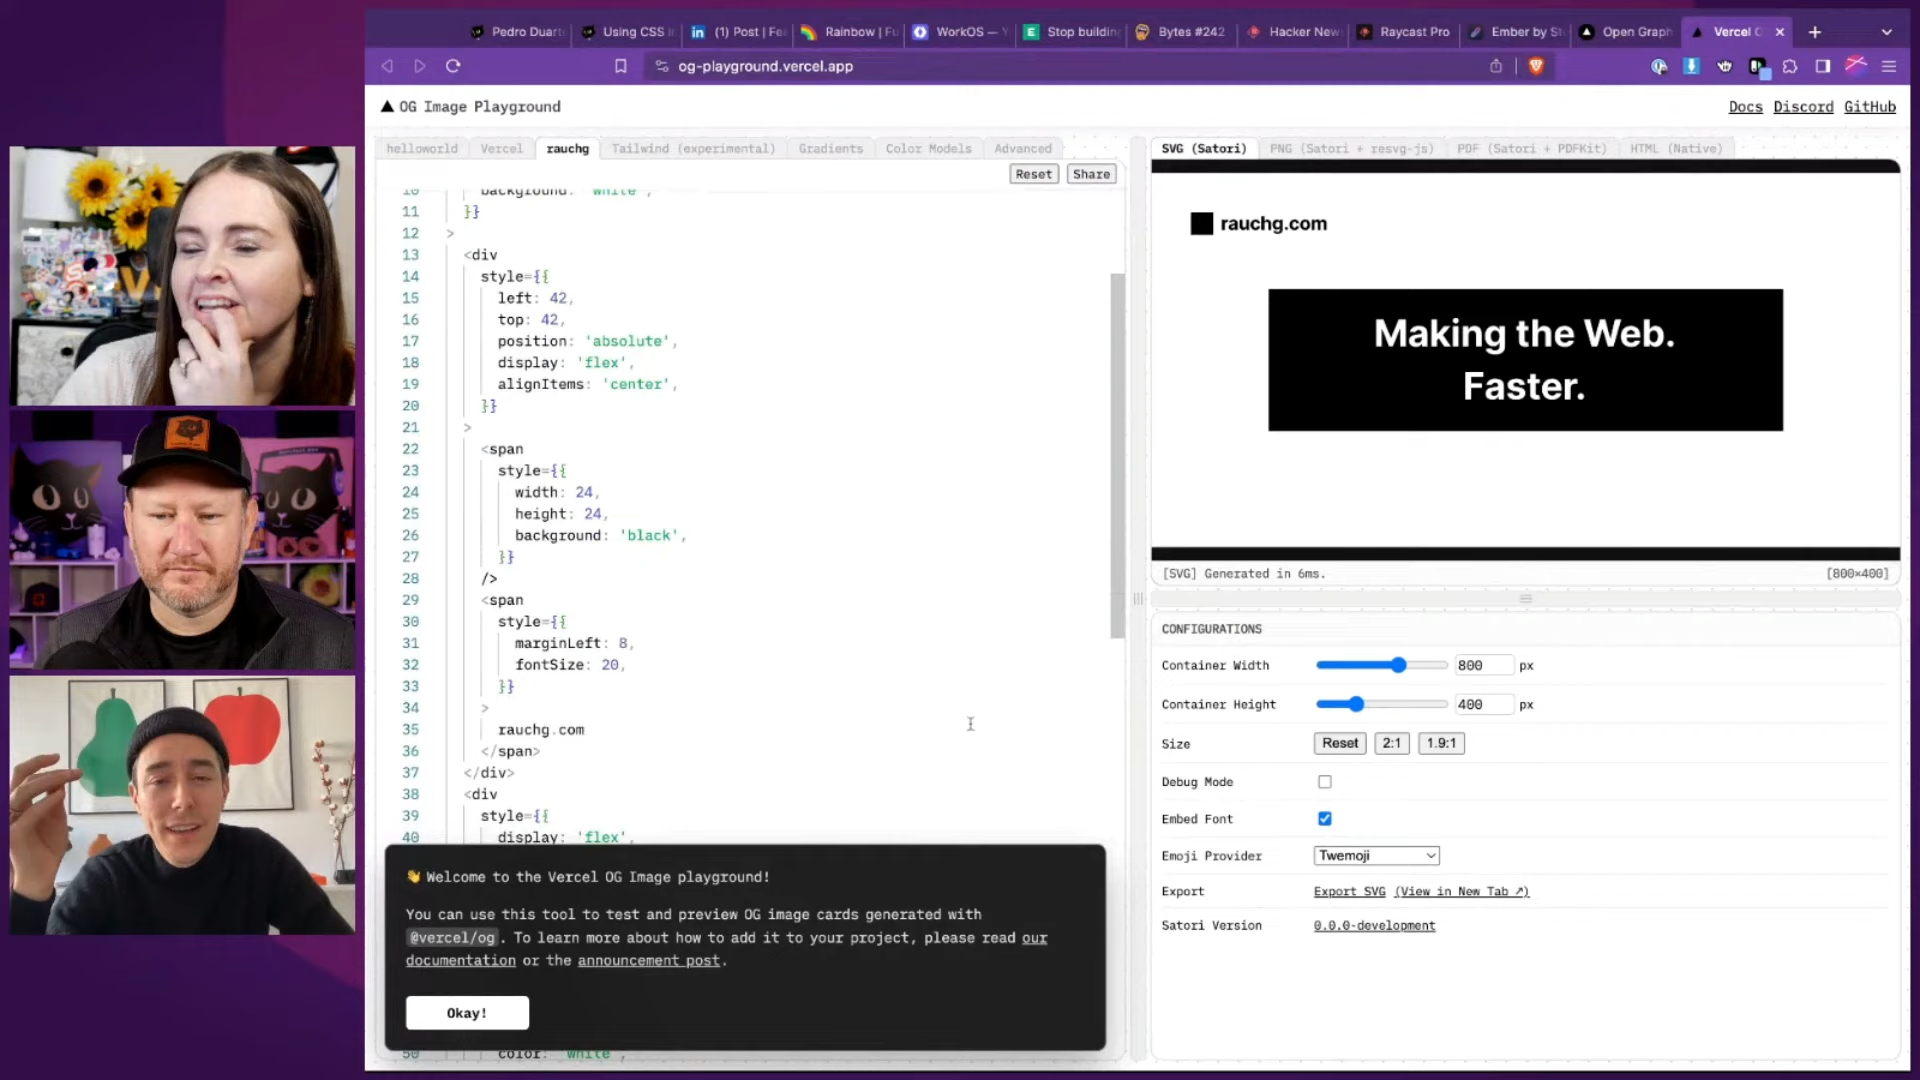 Pedro Duart
Using CSS i
(1) Post | Fe
Rainbow | Fu
WorkOS — Y
Stop building
Bytes #242
Hacker New
Raycast Pro
Ember by St
Open Graph
Vercel O
og-playground.vercel.app
OG Image Playground
Docs Discord GitHub
helloworld Vercel rauchg Tailwind (experimental) Gradients Color Models Advanced
Reset Share
10 background: 'white',
11 }}
12 >
13 <div
14 style={{
15 left: 42,
16 top: 42,
17 position: 'absolute',
18 display: 'flex',
19 alignItems: 'center',
20 }}
21 >
22 <span
23 style={{
24 width: 24,
25 height: 24,
26 background: 'black',
27 }}
28 />
29 <span
30 style={{
31 marginLeft: 8,
32 fontSize: 20,
33 }}
34 >
35 rauchg.com
36 </span>
37 </div>
38 <div
39 style={{
40 display: 'flex',
👋 Welcome to the Vercel OG Image playground!
You can use this tool to test and preview OG image cards generated with
@vercel/og. To learn more about how to add it to your project, please read our
documentation or the announcement post.
Okay!
50 color: 'white',
SVG (Satori) PNG (Satori + resvg-js) PDF (Satori + PDFKit) HTML (Native)
rauchg.com
Making the Web.
Faster.
[SVG] Generated in 6ms. [800×400]
CONFIGURATIONS
Container Width 800 px
Container Height 400 px
Size Reset 2:1 1.9:1
Debug Mode
Embed Font
Emoji Provider Twemoji
Export Export SVG (View in New Tab ↗)
Satori Version 0.0.0-development